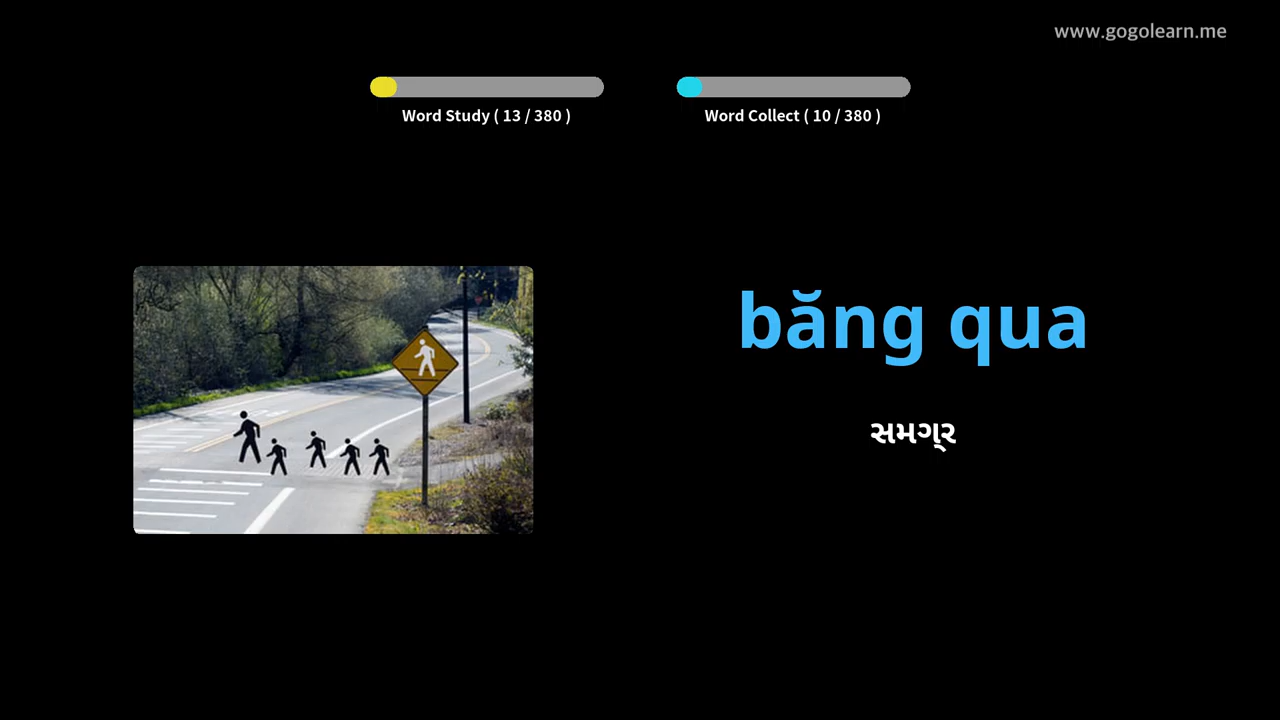 www.gogolearn.me
Word Study ( 13 / 380 )
Word Collect ( 10 / 380 )
băng qua
સમગ્ર